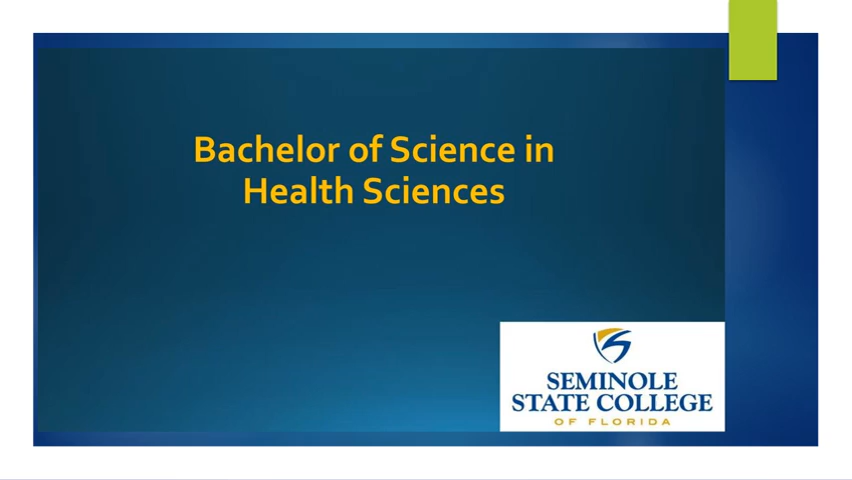 Bachelor of Science in
Health Sciences
SEMINOLE
STATE COLLEGE
OF FLORIDA